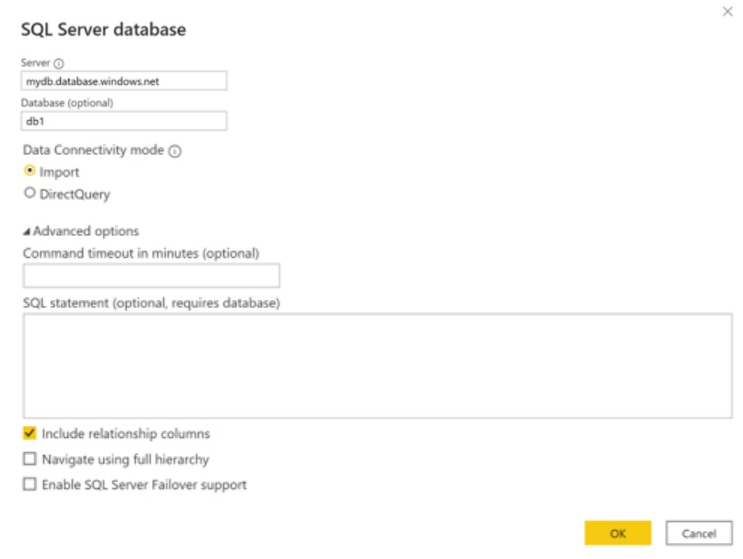 SQL Server database
Server
mydb.database.windows.net
Database (optional)
db1
Data Connectivity mode
Import
DirectQuery
Advanced options
Command timeout in minutes (optional)
SQL statement (optional, requires database)
Include relationship columns
Navigate using full hierarchy
Enable SQL Server Failover support
OK Cancel